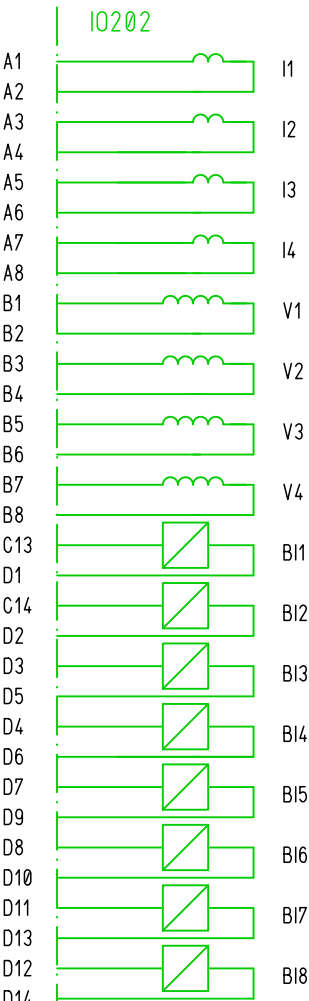 IO202
A1
I1
A2
A3
I2
A4
A5
I3
A6
A7
I4
A8
B1
V1
B2
B3
V2
B4
B5
V3
B6
B7
V4
B8
C13
BI1
D1
C14
BI2
D2
D3
BI3
D5
D4
BI4
D6
D7
BI5
D9
D8
BI6
D10
D11
BI7
D13
D12
BI8
D14